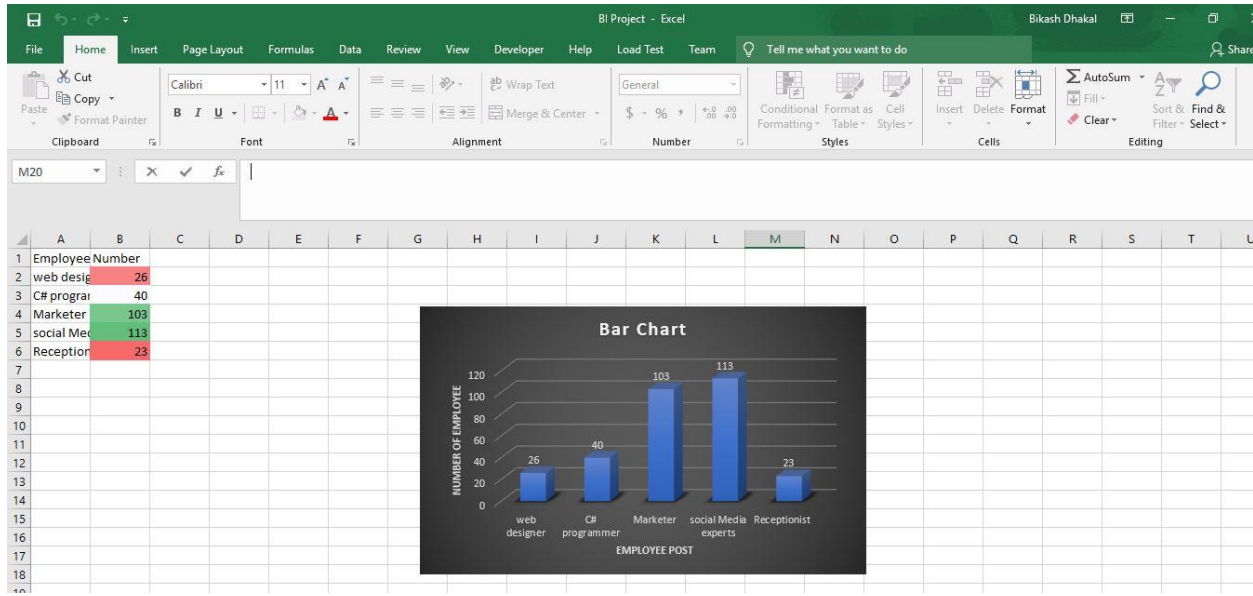 BI Project - Excel
Bikash Dhakal
File Home Insert Page Layout Formulas Data Review View Developer Help Load Test Team Tell me what you want to do Share
Paste
Cut
Copy
Format Painter
Clipboard
Calibri 11
B I U
Font
Wrap Text
Merge & Center
Alignment
General
$ % ,
Number
Conditional Formatting
Format as Table
Cell Styles
Styles
Insert Delete Format
Cells
AutoSum
Fill
Clear
Sort & Filter
Find & Select
Editing
M20 fx
A B C D E F G H I J K L M N O P Q R S T U
1 Employee Number
2 web desig 26
3 C# prograr 40
4 Marketer 103
5 social Med 113
6 Reception 23
7
8
9
10
11
12
13
14
15
16
17
18
19
Bar Chart
NUMBER OF EMPLOYEE
120
100
80
60
40
20
0
26 40 103 113 23
web designer
C# programmer
Marketer
social Media experts
Receptionist
EMPLOYEE POST